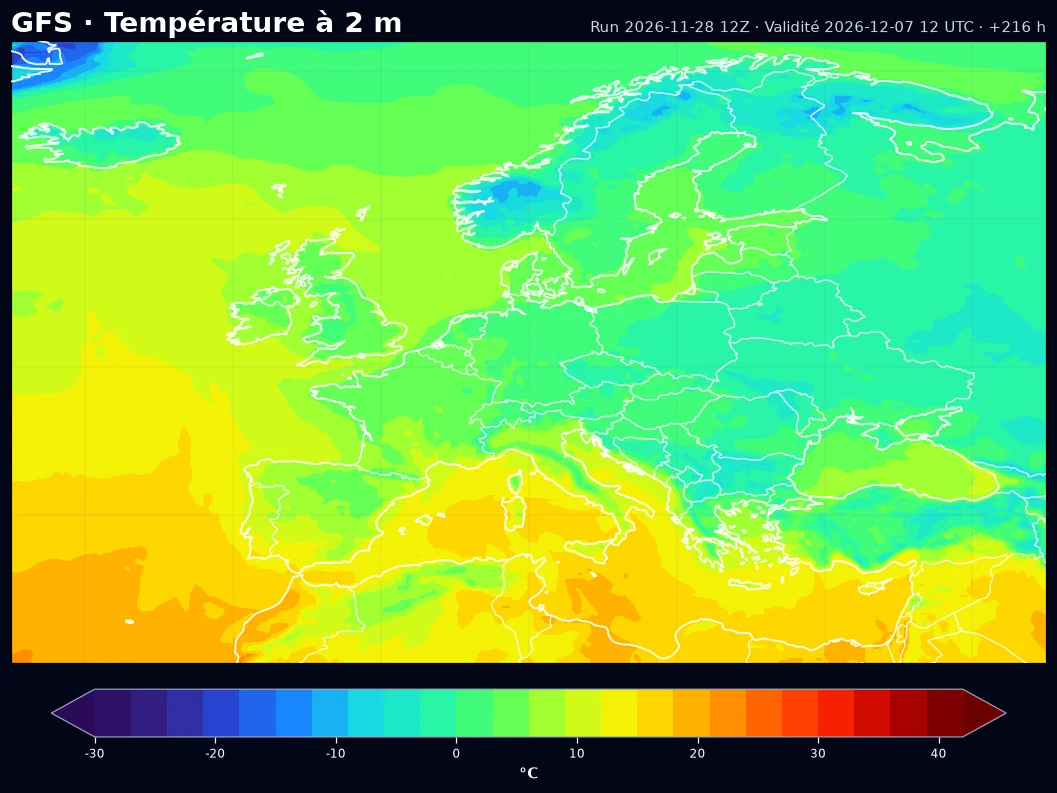 GFS · Température à 2 m
Run 2026-11-28 12Z · Validité 2026-12-07 12 UTC · +216 h
-30 -20 -10 0 10 20 30 40
°C